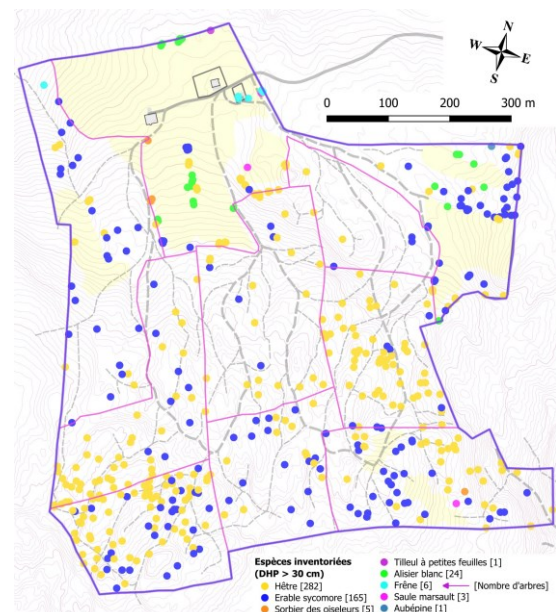 N
W E
S
0 100 200 300 m
Espèces inventoriées
(DHP > 30 cm)
Hêtre [282]
Erable sycomore [165]
Sorbier des oiseleurs [5]
Tilleul à petites feuilles [1]
Alisier blanc [24]
Frêne [6]
[Nombre d'arbres]
Saule marsault [3]
Aubépine [1]